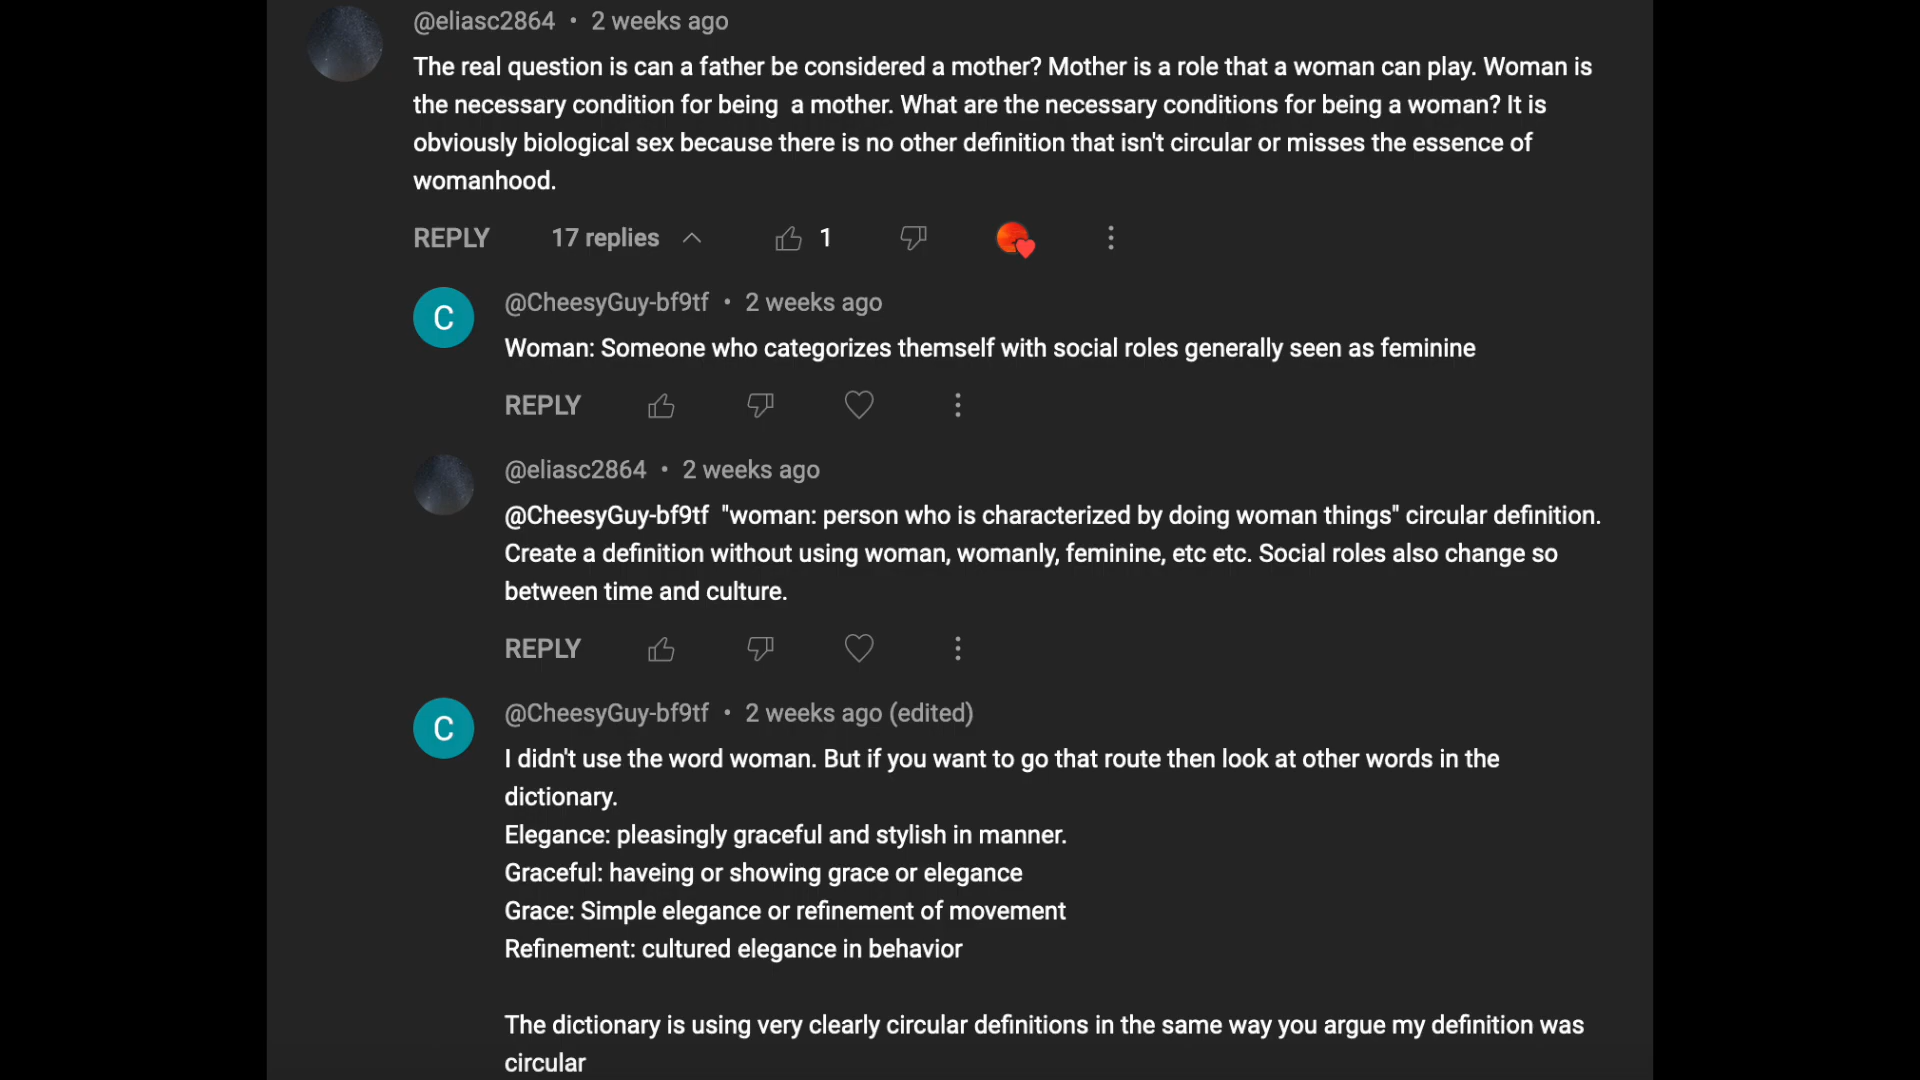 @eliasc2864 • 2 weeks ago
The real question is can a father be considered a mother? Mother is a role that a woman can play. Woman is
the necessary condition for being  a mother. What are the necessary conditions for being a woman? It is
obviously biological sex because there is no other definition that isn't circular or misses the essence of
womanhood.
REPLY 17 replies 1
C
@CheesyGuy-bf9tf • 2 weeks ago
Woman: Someone who categorizes themself with social roles generally seen as feminine
REPLY
@eliasc2864 • 2 weeks ago
@CheesyGuy-bf9tf  "woman: person who is characterized by doing woman things" circular definition.
Create a definition without using woman, womanly, feminine, etc etc. Social roles also change so
between time and culture.
REPLY
C
@CheesyGuy-bf9tf • 2 weeks ago (edited)
I didn't use the word woman. But if you want to go that route then look at other words in the
dictionary.
Elegance: pleasingly graceful and stylish in manner.
Graceful: haveing or showing grace or elegance
Grace: Simple elegance or refinement of movement
Refinement: cultured elegance in behavior
The dictionary is using very clearly circular definitions in the same way you argue my definition was
circular